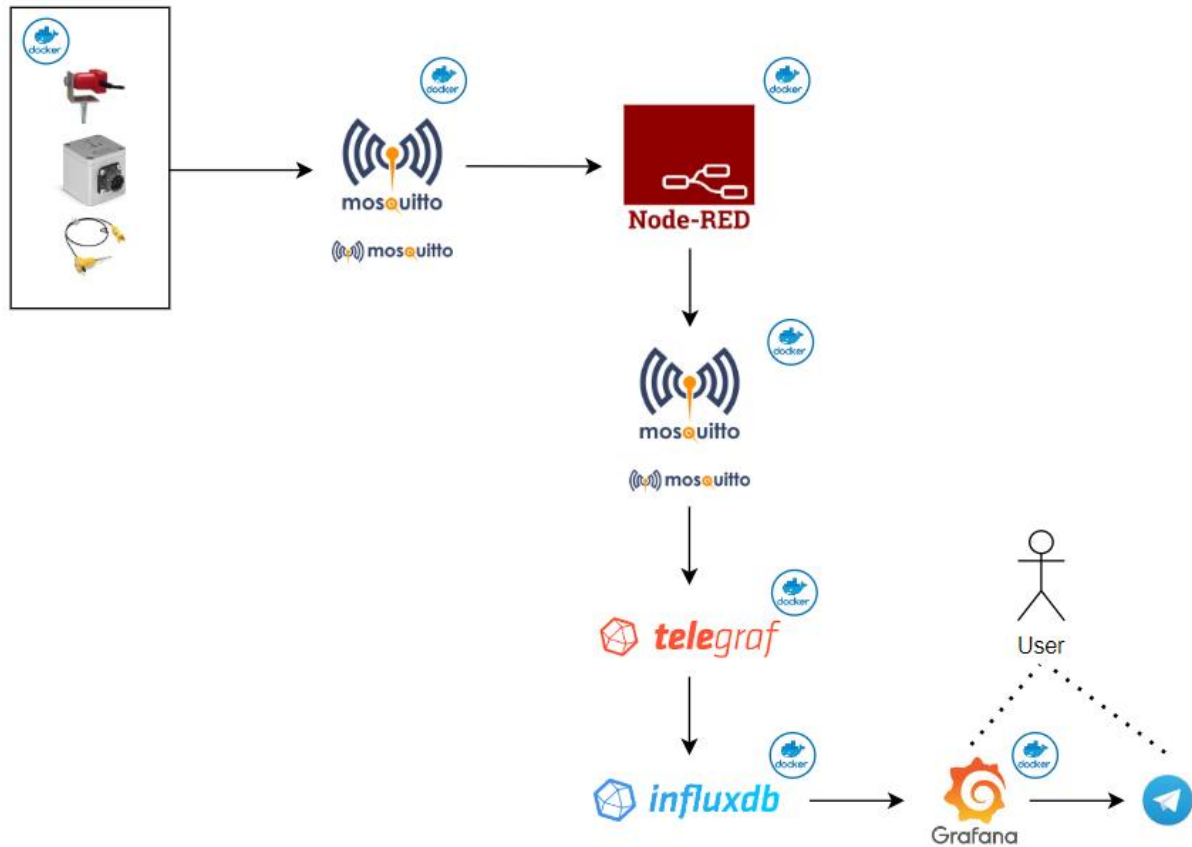 docker
docker
docker
mosquitto
mosquitto
Node-RED
docker
mosquitto
mosquitto
docker
telegraf
User
docker
docker
influxdb
Grafana